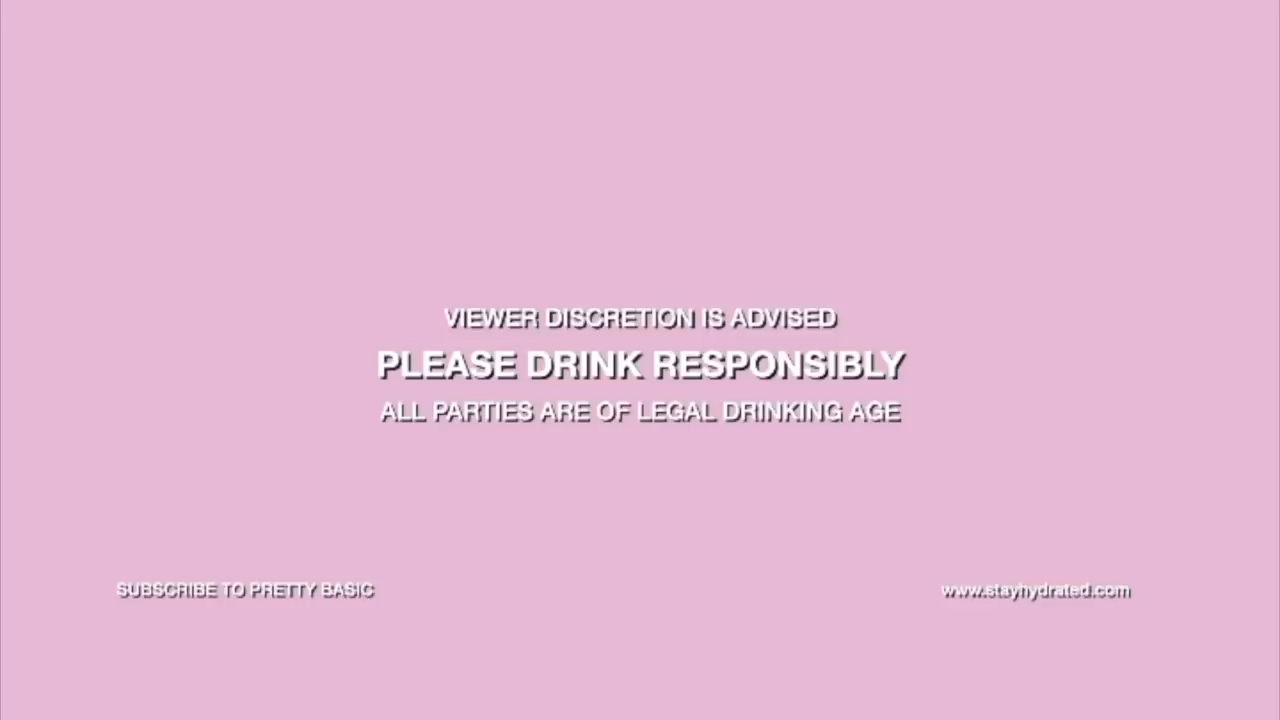 VIEWER DISCRETION IS ADVISED
PLEASE DRINK RESPONSIBLY
ALL PARTIES ARE OF LEGAL DRINKING AGE
SUBSCRIBE TO PRETTY BASIC
www.stayhydrated.com